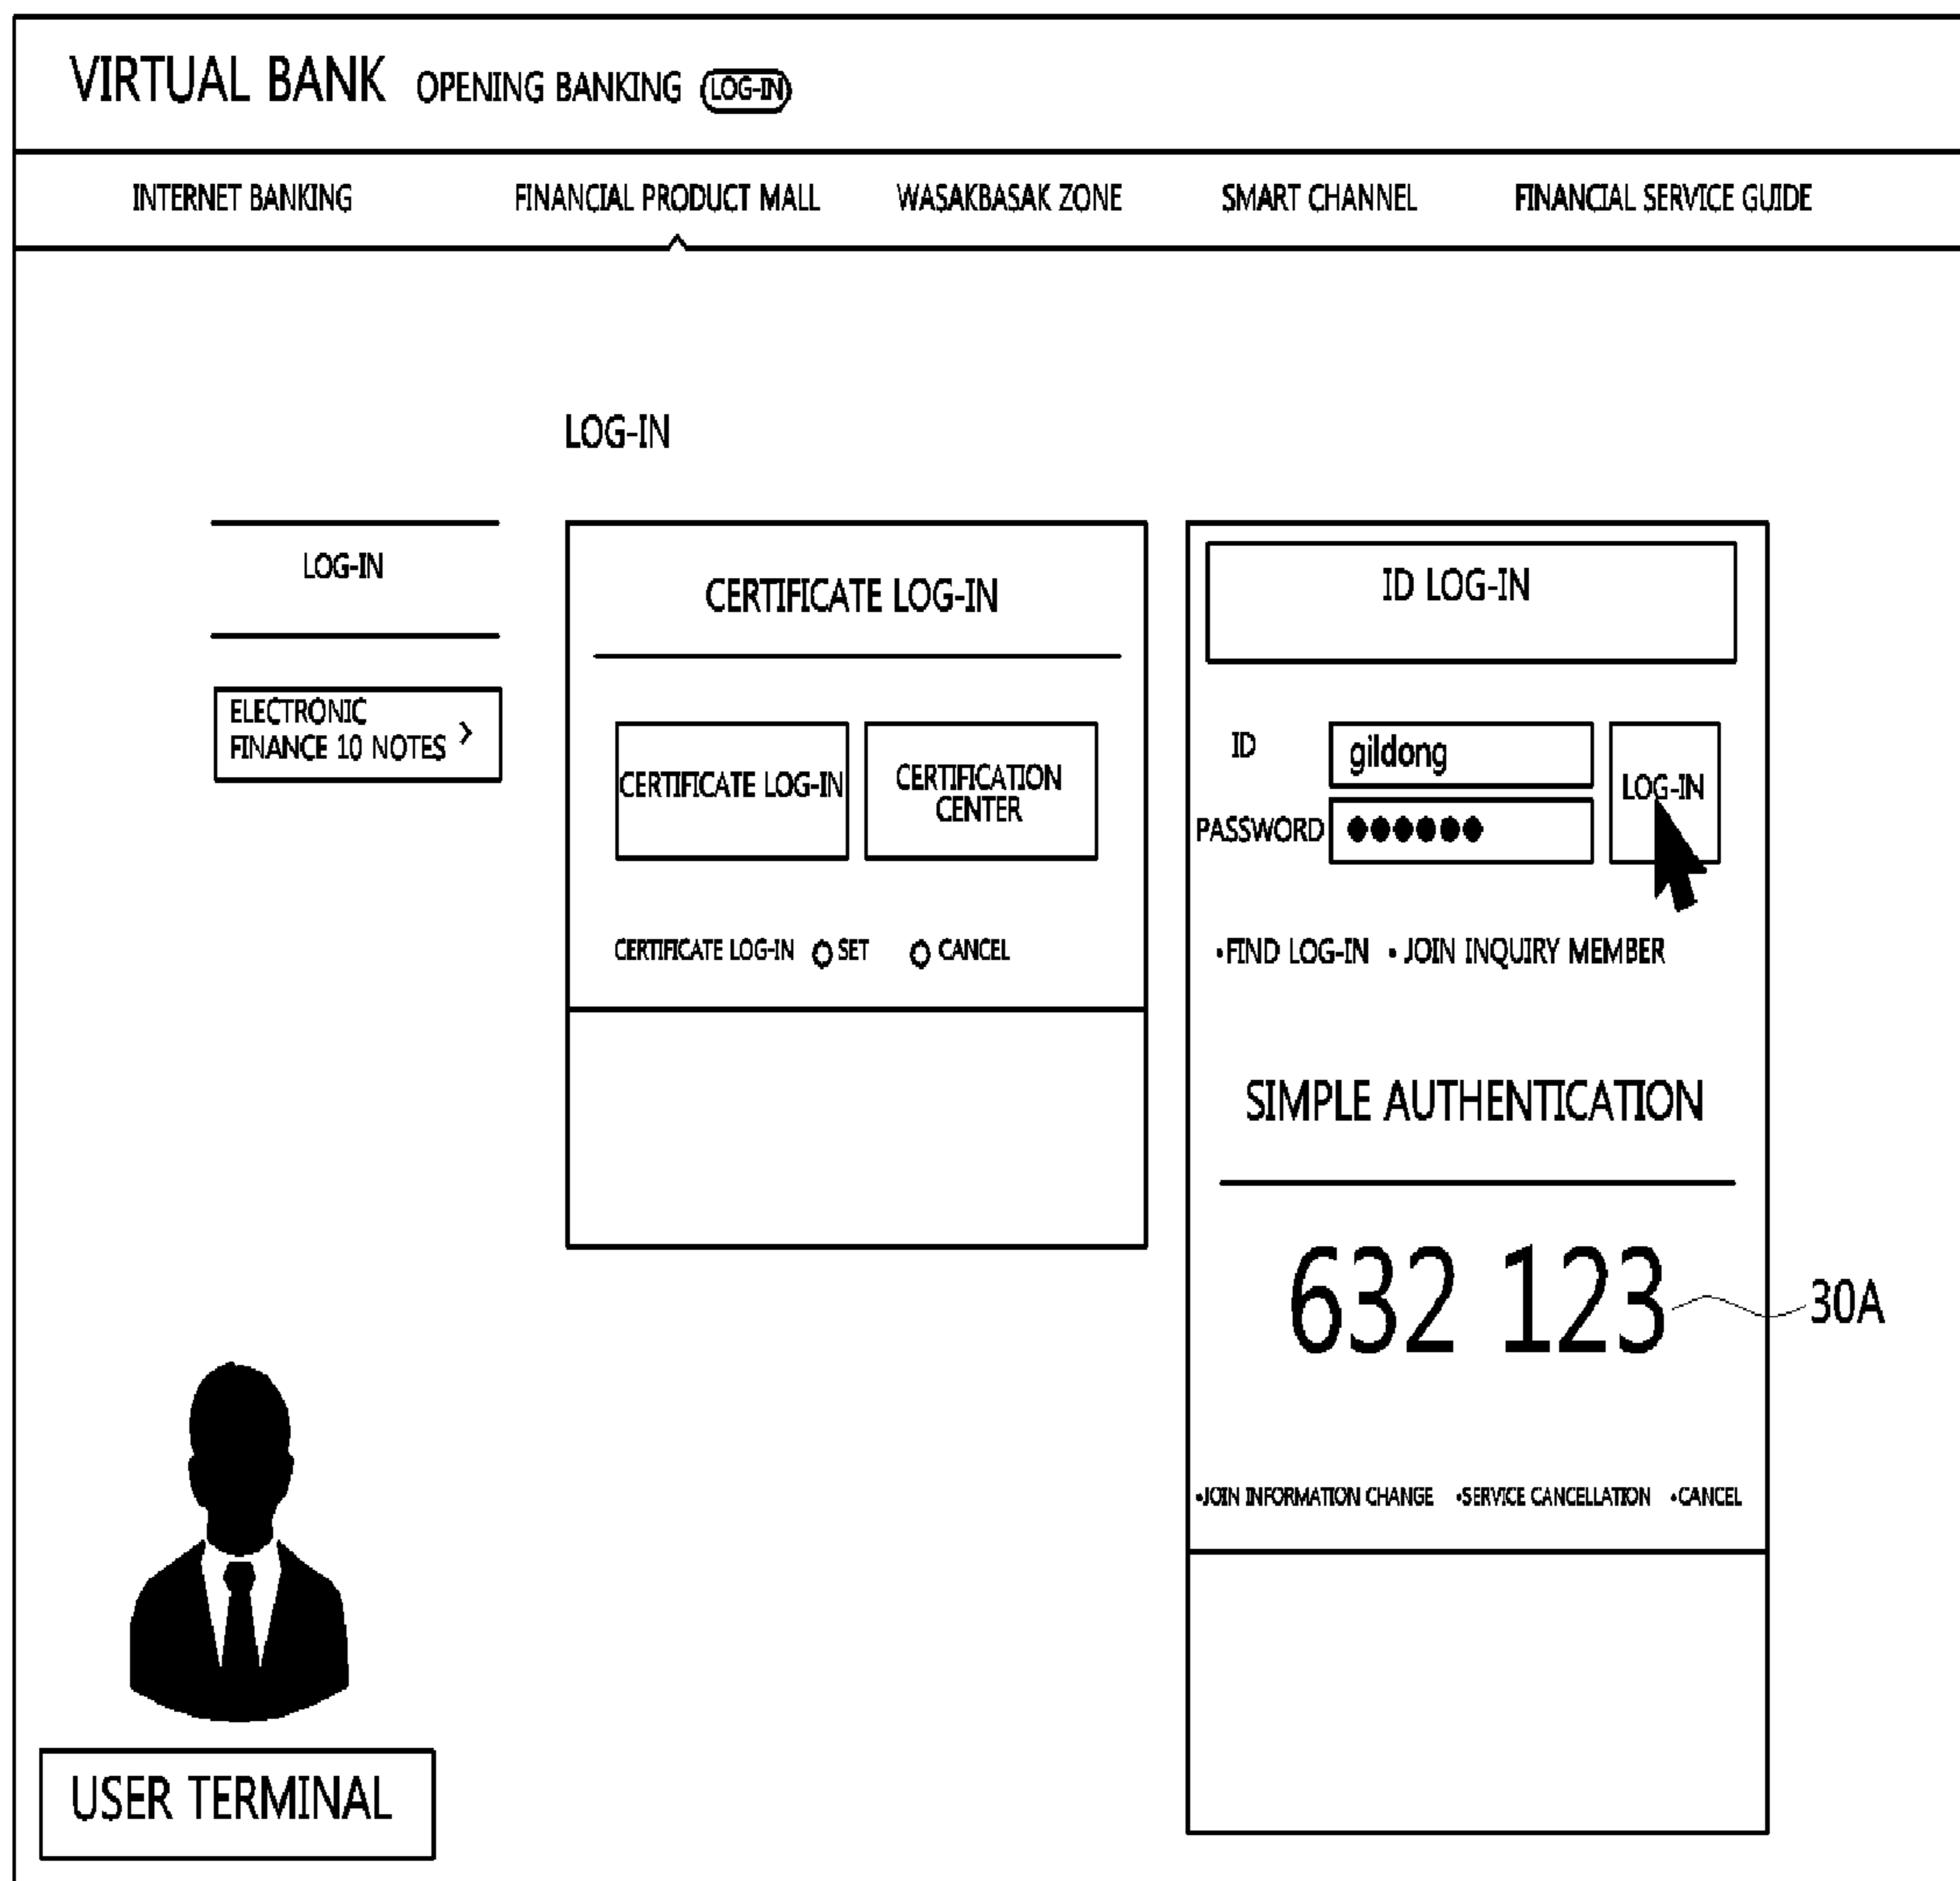 VIRTUAL BANK OPENING BANKING LOG-IN
INTERNET BANKING FINANCIAL PRODUCT MALL WASAKBASAK ZONE SMART CHANNEL FINANCIAL SERVICE GUIDE
LOG-IN
LOG-IN
ELECTRONIC
FINANCE 10 NOTES >
CERTIFICATE LOG-IN
CERTIFICATE LOG-IN
CERTIFICATION
CENTER
CERTIFICATE LOG-IN SET CANCEL
ID LOG-IN
ID gildong
PASSWORD ●●●●●●
LOG-IN
•FIND LOG-IN • JOIN INQUIRY MEMBER
SIMPLE AUTHENTICATION
632 123
30A
•JOIN INFORMATION CHANGE •SERVICE CANCELLATION •CANCEL
USER TERMINAL